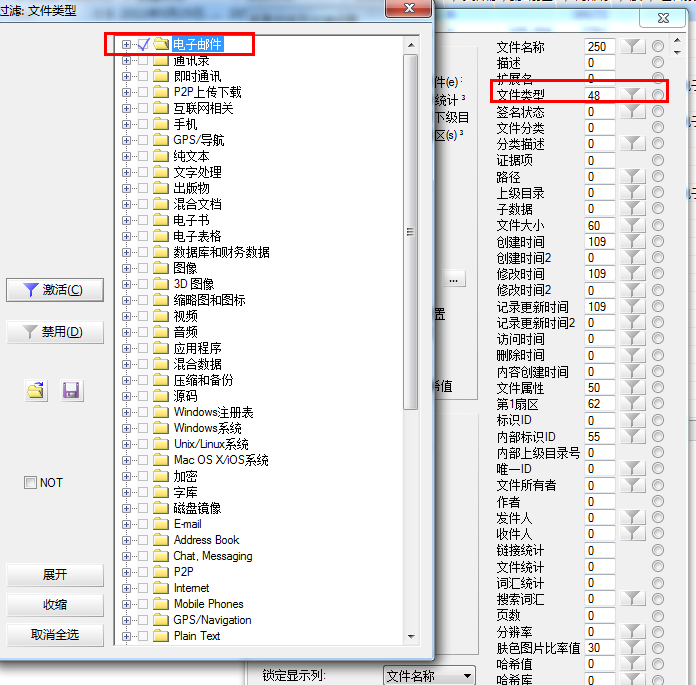 过滤: 文件类型
电子邮件
通讯录
即时通讯
P2P上传下载
互联网相关
手机
GPS/导航
纯文本
文字处理
出版物
混合文档
电子书
电子表格
数据库和财务数据
图像
3D 图像
缩略图和图标
视频
音频
应用程序
混合数据
压缩和备份
源码
Windows注册表
Windows系统
Unix/Linux系统
Mac OS X/iOS系统
加密
字库
磁盘镜像
E-mail
Address Book
Chat, Messaging
P2P
Internet
Mobile Phones
GPS/Navigation
Plain Text
激活(C)
禁用(D)
NOT
展开
收缩
取消全选
件(e):
统计 ³
下级目
区(s) ³
...
置
希值
文件名称 250
描述 0
扩展名 0
文件类型 48
签名状态 0
文件分类 0
分类描述 0
证据项 0
路径 0
上级目录 0
子数据 0
文件大小 60
创建时间 109
创建时间2 0
修改时间 109
修改时间2 0
记录更新时间 109
记录更新时间2 0
访问时间 0
删除时间 0
内容创建时间 0
文件属性 50
第1扇区 62
标识ID 0
内部标识ID 55
内部上级目录号 0
唯一ID 0
文件所有者 0
作者 0
发件人 0
收件人 0
链接统计 0
文件统计 0
词汇统计 0
搜索词汇 0
页数 0
分辨率 0
肤色图片比率值 30
哈希值 0
哈希库 0
锁定显示列: 文件名称